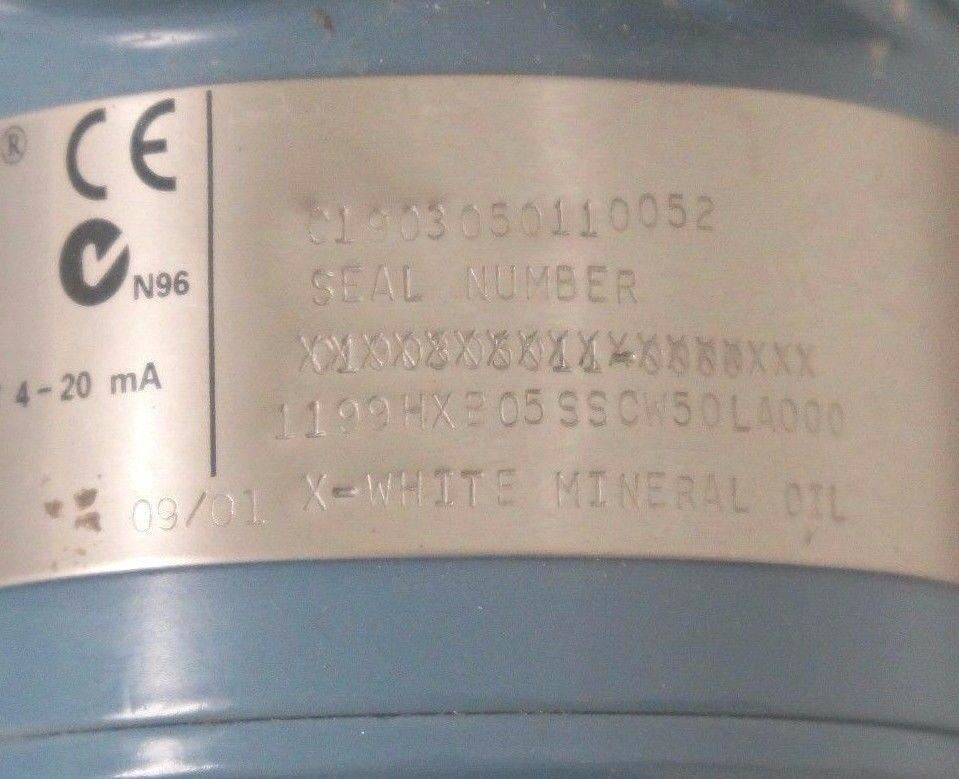 ® CE
C1903050110052
N96
SEAL NUMBER
4-20 mA
1199HXB05SSCW50LA000
09/01 X-WHITE MINERAL OIL